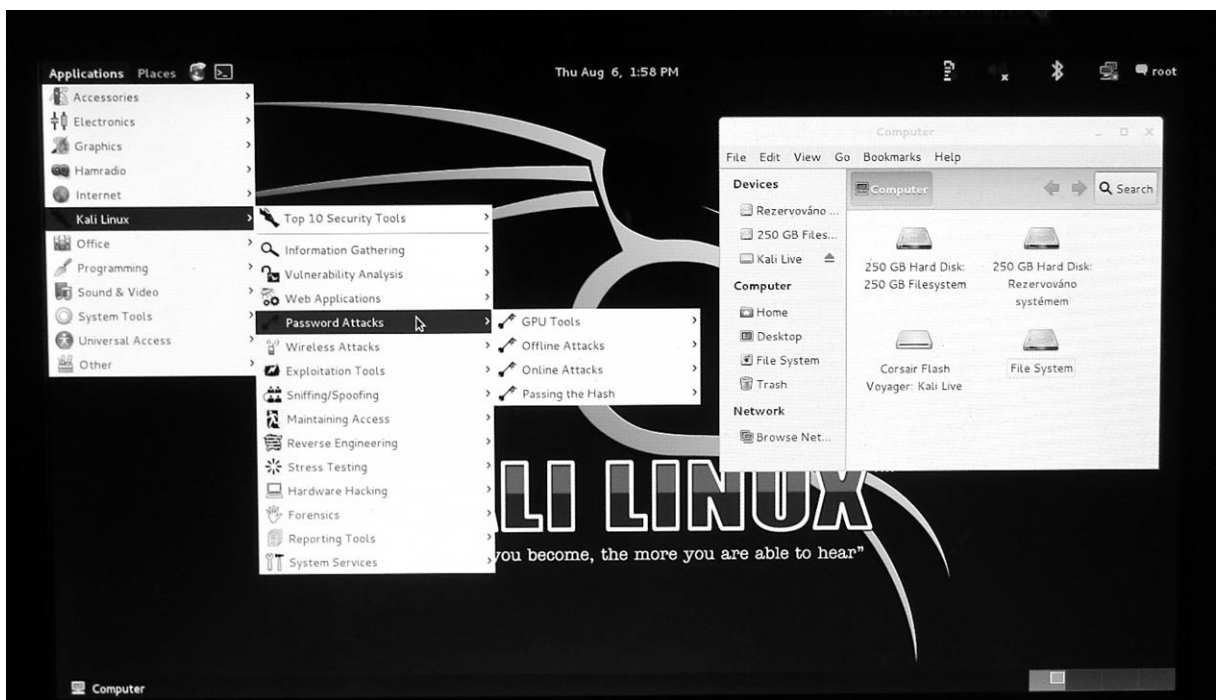 Applications Places
Thu Aug 6, 1:58 PM
root
Accessories
Electronics
Graphics
Hamradio
Internet
Kali Linux
Office
Programming
Sound & Video
System Tools
Universal Access
Other
Top 10 Security Tools
Information Gathering
Vulnerability Analysis
Web Applications
Password Attacks
Wireless Attacks
Exploitation Tools
Sniffing/Spoofing
Maintaining Access
Reverse Engineering
Stress Testing
Hardware Hacking
Forensics
Reporting Tools
System Services
GPU Tools
Offline Attacks
Online Attacks
Passing the Hash
Computer
File Edit View Go Bookmarks Help
Devices
Rezervováno ...
250 GB Files...
Kali Live
Computer
Home
Desktop
File System
Trash
Network
Browse Net...
Computer
Search
250 GB Hard Disk:
250 GB Filesystem
250 GB Hard Disk:
Rezervováno
systémem
Corsair Flash
Voyager: Kali Live
File System
LI LINUX
you become, the more you are able to hear”
Computer